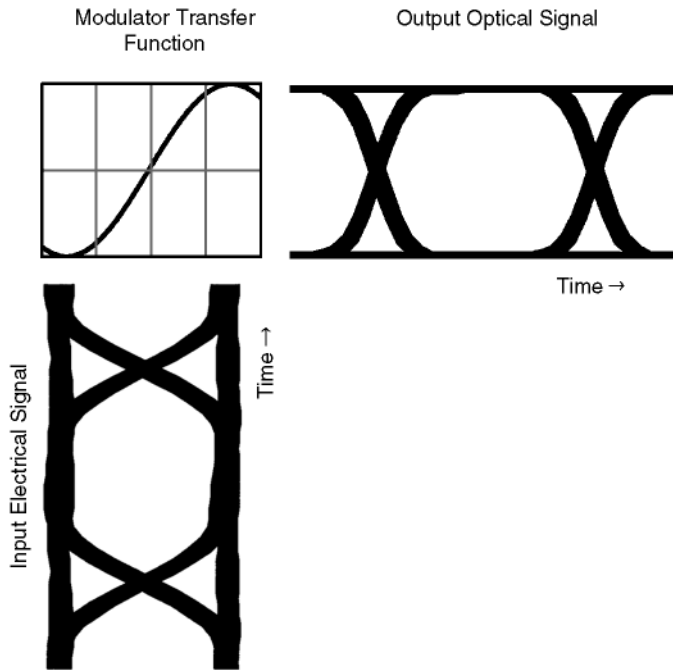 Modulator Transfer
Function
Output Optical Signal
Time →
Time →
Input Electrical Signal